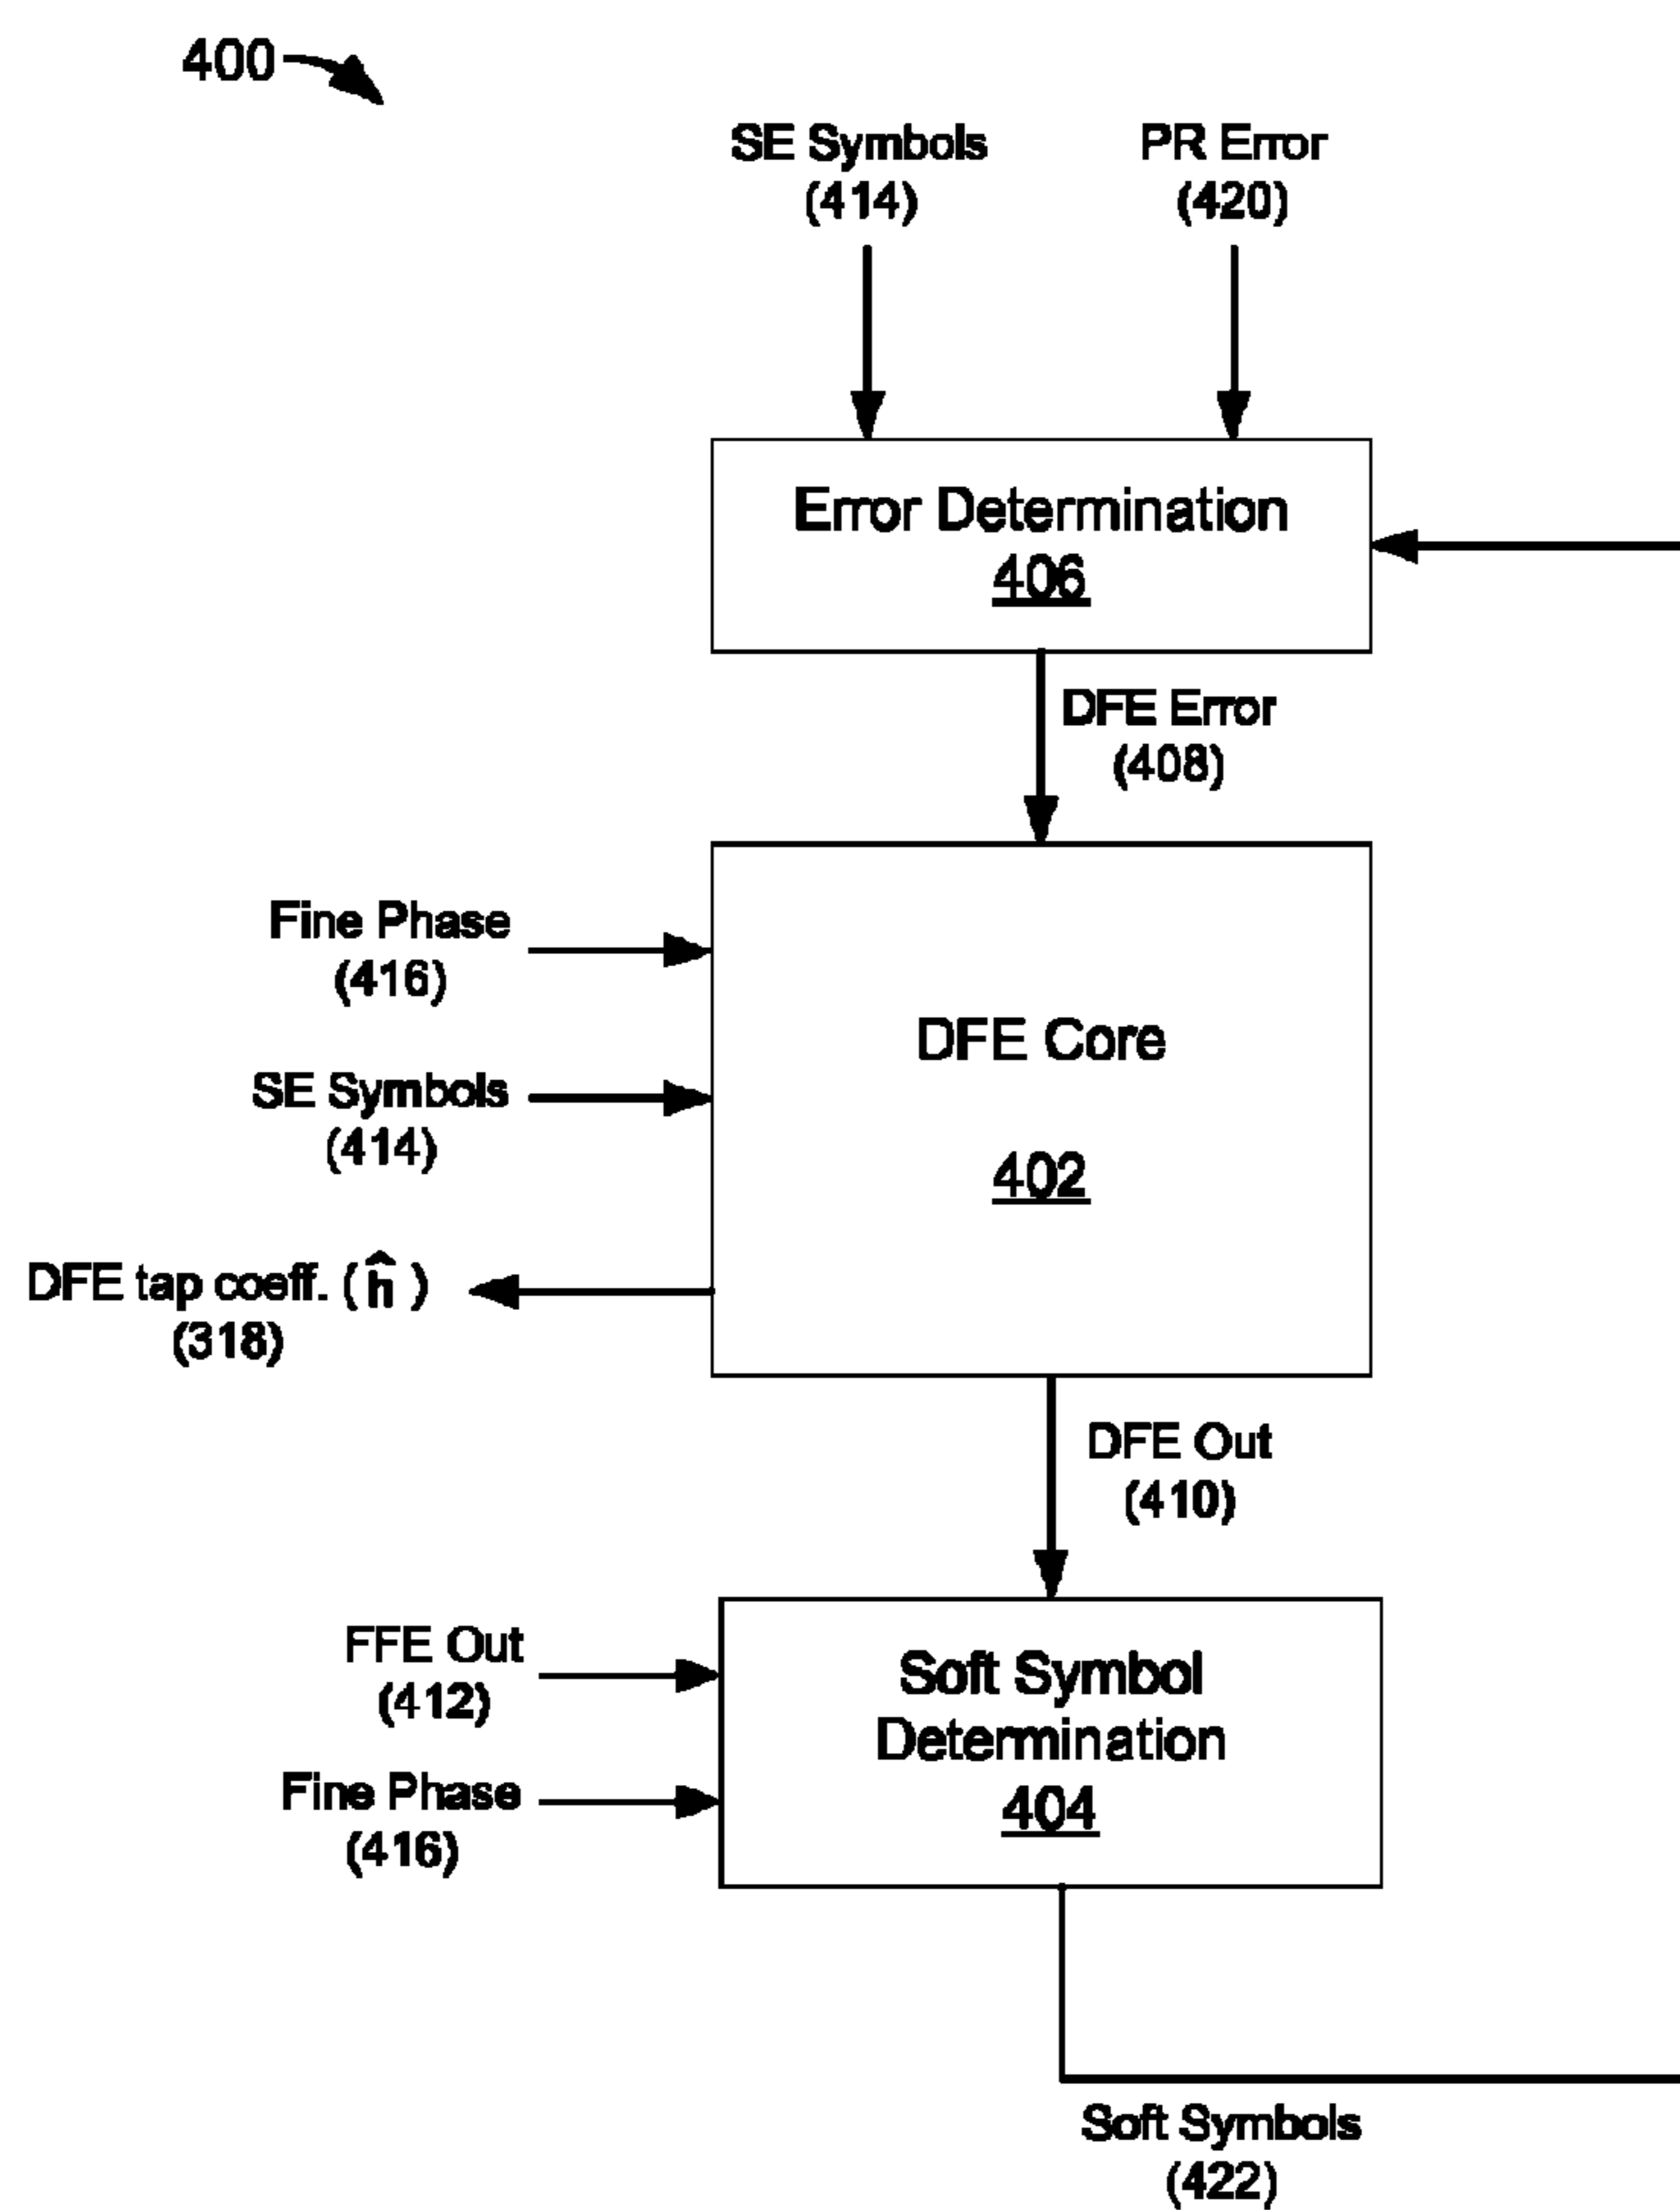 400
SE Symbols
(414)
PR Error
(420)
Error Determination
406
DFE Error
(408)
Fine Phase
(416)
SE Symbols
(414)
DFE Core
402
DFE tap coeff. (ĥ)
(318)
DFE Out
(410)
FFE Out
(412)
Fine Phase
(416)
Soft Symbol
Determination
404
Soft Symbols
(422)